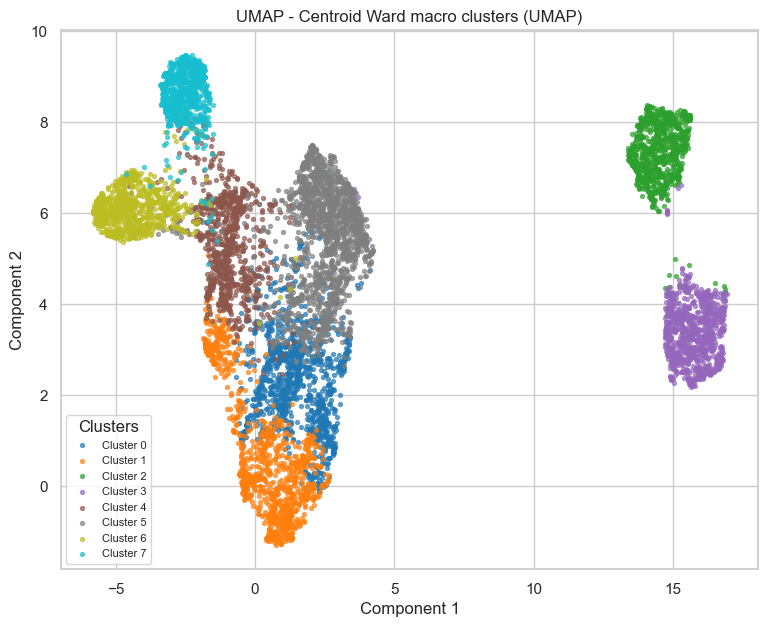 UMAP - Centroid Ward macro clusters (UMAP)
10
8
6
4
2
0
Component 2
Clusters
Cluster 0
Cluster 1
Cluster 2
Cluster 3
Cluster 4
Cluster 5
Cluster 6
Cluster 7
−5
0
5
10
15
Component 1